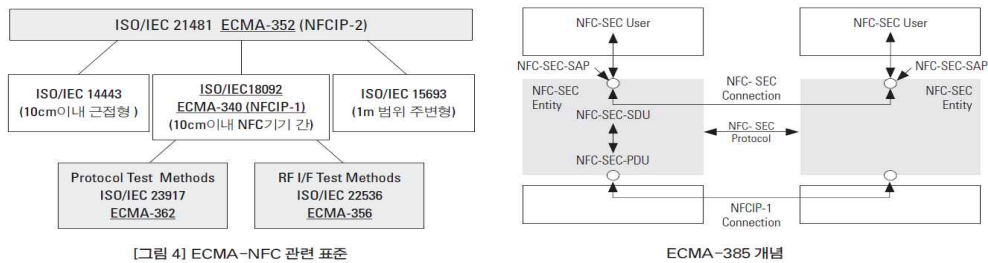 ISO/IEC 21481 ECMA-352 (NFCIP-2)
ISO/IEC 14443
(10cm이내 근접형 )
ISO/IEC18092
ECMA-340 (NFCIP-1)
(10cm이내 NFC기기 간)
ISO/IEC 15693
(1m 범위 주변형)
Protocol Test Methods
ISO/IEC 23917
ECMA-362
RF I/F Test Methods
ISO/IEC 22536
ECMA-356
[그림 4] ECMA-NFC 관련 표준
NFC-SEC User
NFC-SEC User
NFC-SEC-SAP
NFC-SEC-SAP
NFC-SEC
Entity
NFC- SEC
Connection
NFC-SEC
Entity
NFC-SEC-SDU
NFC- SEC
Protocol
NFC-SEC-PDU
NFCIP-1
Connection
ECMA-385 개념